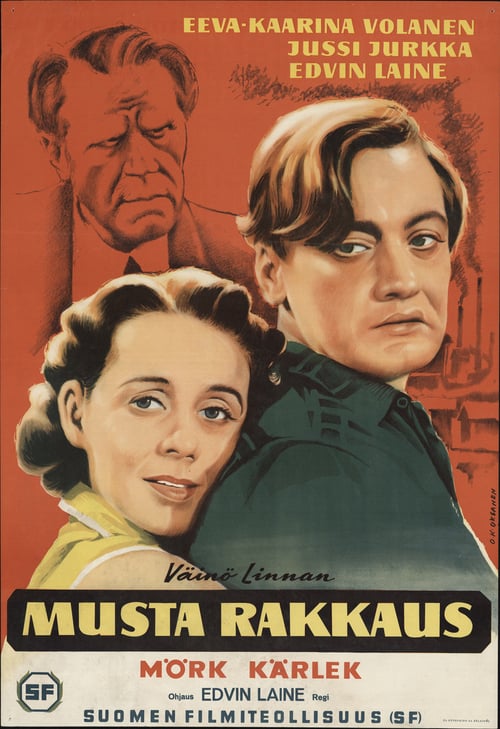 EEVA-KAARINA VOLANEN
JUSSI JURKKA
EDVIN LAINE
O.K. OKSANEN
Väinö Linnan
MUSTA RAKKAUS
MÖRK KÄRLEK
SF
Ohjaus EDVIN LAINE Regi
SUOMEN FILMITEOLLISUUS (SF)